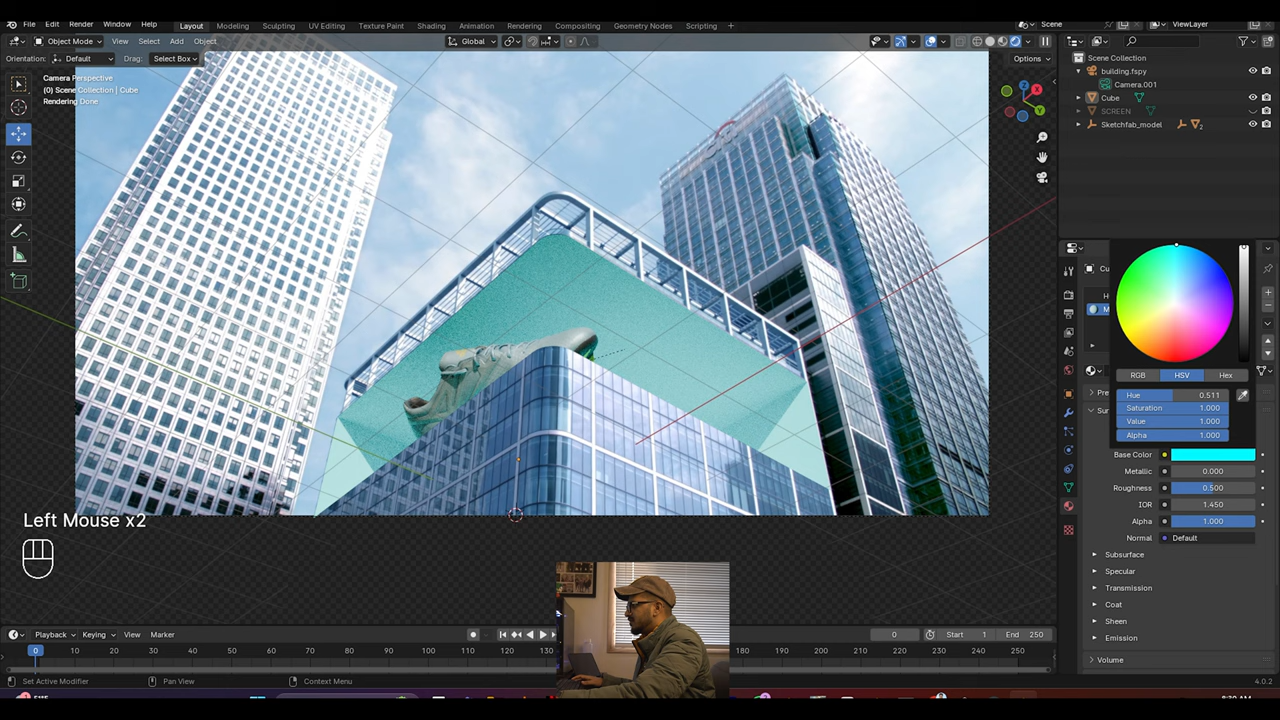 File Edit Render Window Help Layout Modeling Sculpting UV Editing Texture Paint Shading Animation Rendering Compositing Geometry Nodes Scripting + Scene ViewLayer
Object Mode View Select Add Object Global
Orientation: Default Drag: Select Box Options
Camera Perspective
(0) Scene Collection | Cube
Rendering Done
Scene Collection
building.fspy
Camera.001
Cube
SCREEN
Sketchfab_model 2
RGB HSV Hex
Hue 0.511
Saturation 1.000
Value 1.000
Alpha 1.000
Base Color
Metallic 0.000
Roughness 0.500
IOR 1.450
Alpha 1.000
Normal Default
Subsurface
Specular
Transmission
Coat
Sheen
Emission
Volume
Left Mouse x2
Playback Keying View Marker 0 Start 1 End 250
0 10 20 30 40 50 60 70 80 90 100 110 120 130 180 190 200 210 220 230 240 250
Set Active Modifier Pan View Context Menu 4.0.2